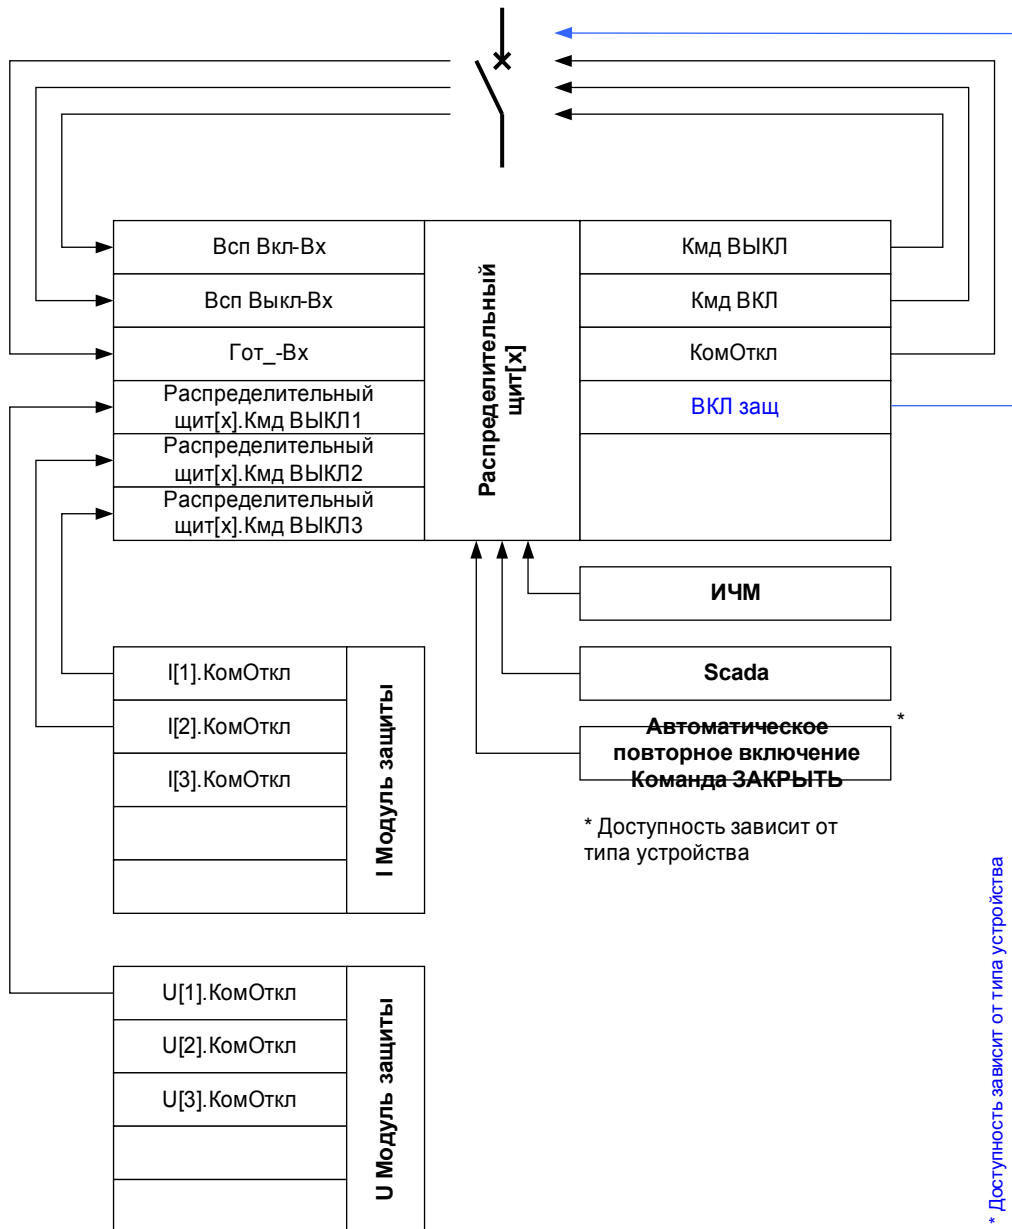 Всп Вкл-Вх
Всп Выкл-Вх
Гот_-Вх
Распределительный
щит[x].Кмд ВЫКЛ1
Распределительный
щит[x].Кмд ВЫКЛ2
Распределительный
щит[x].Кмд ВЫКЛ3
Распределительный
щит[x]
Кмд ВЫКЛ
Кмд ВКЛ
КомОткл
ВКЛ защ
ИЧМ
Scada
Автоматическое
повторное включение
Команда ЗАКРЫТЬ
*
* Доступность зависит от
типа устройства
I[1].КомОткл
I[2].КомОткл
I[3].КомОткл
I Модуль защиты
U[1].КомОткл
U[2].КомОткл
U[3].КомОткл
U Модуль защиты
* Доступность зависит от типа устройства